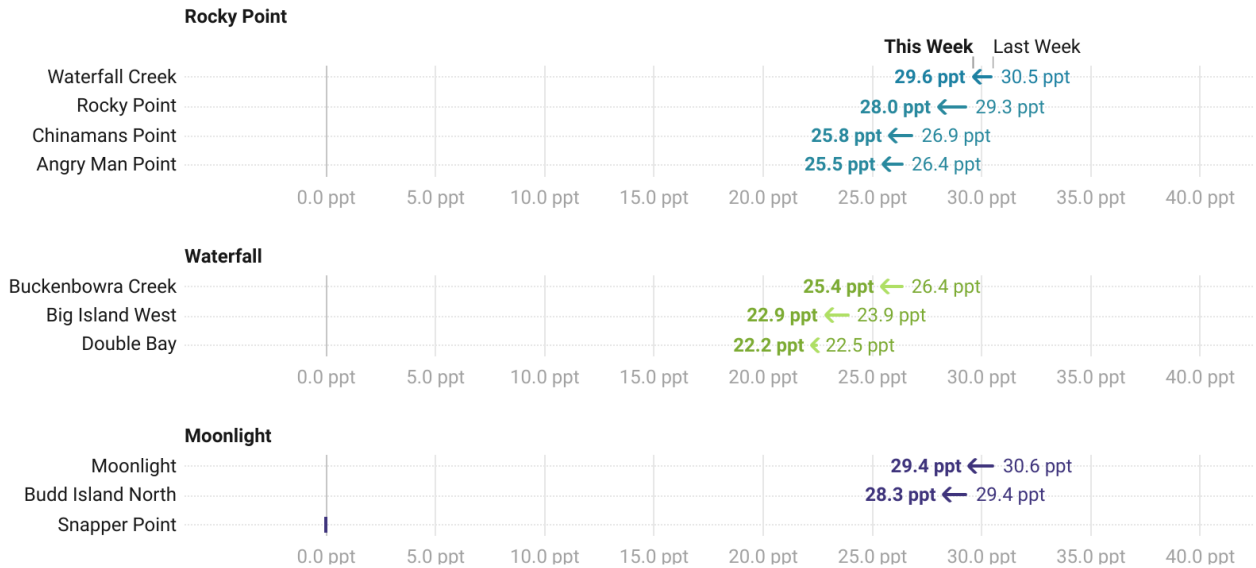 Rocky Point
This Week Last Week
Waterfall Creek 29.6 ppt 30.5 ppt
Rocky Point 28.0 ppt 29.3 ppt
Chinamans Point 25.8 ppt 26.9 ppt
Angry Man Point 25.5 ppt 26.4 ppt
0.0 ppt 5.0 ppt 10.0 ppt 15.0 ppt 20.0 ppt 25.0 ppt 30.0 ppt 35.0 ppt 40.0 ppt
Waterfall
Buckenbowra Creek 25.4 ppt 26.4 ppt
Big Island West 22.9 ppt 23.9 ppt
Double Bay 22.2 ppt 22.5 ppt
0.0 ppt 5.0 ppt 10.0 ppt 15.0 ppt 20.0 ppt 25.0 ppt 30.0 ppt 35.0 ppt 40.0 ppt
Moonlight
Moonlight 29.4 ppt 30.6 ppt
Budd Island North 28.3 ppt 29.4 ppt
Snapper Point
0.0 ppt 5.0 ppt 10.0 ppt 15.0 ppt 20.0 ppt 25.0 ppt 30.0 ppt 35.0 ppt 40.0 ppt